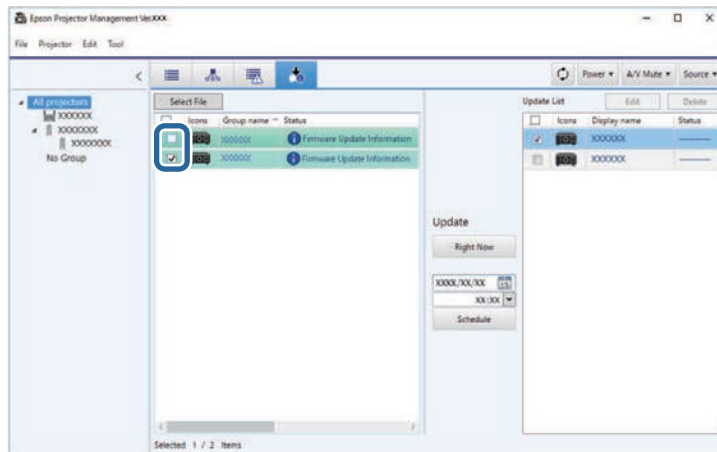 Epson Projector Management Ver.XXX
File Projector Edit Tool
Power A/V Mute Source
All projectors
XXXXXX
XXXXXXX
XXXXXXX
No Group
Select File
Icons Group name Status
XXXXXX Firmware Update Information
XXXXXX Firmware Update Information
Selected 1 / 2 Items
Update
Right Now
XXXX/XX/XX 15
XX:XX
Schedule
Update List Edit Delete
Icons Display name Status
XXXXXX --------
XXXXXX --------